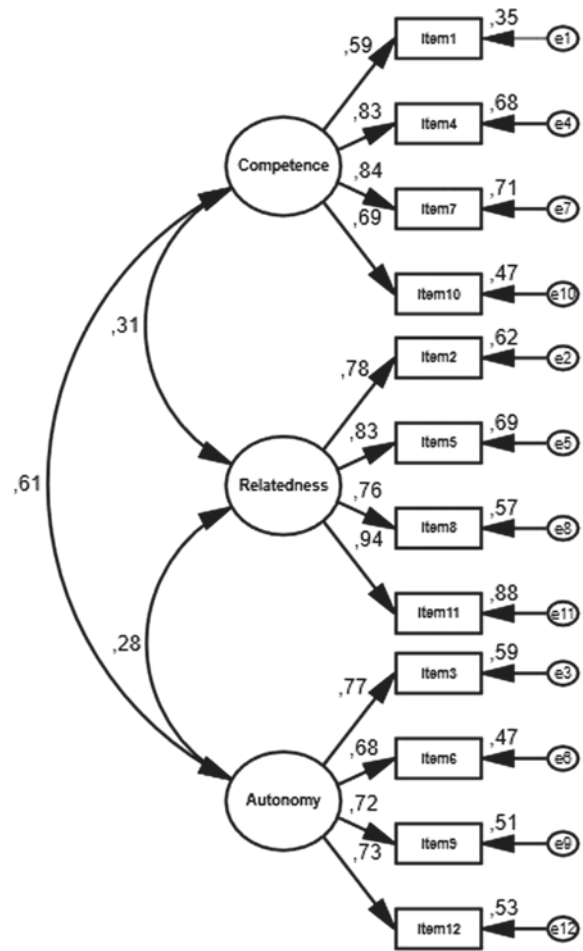 ,59 Item1 ,35 e1
,83 Item4 ,68 e4
Competence
,84 Item7 ,71 e7
,69 Item10 ,47 e10
,31
,78 Item2 ,62 e2
,83 Item5 ,69 e5
,61 Relatedness
,76 Item8 ,57 e8
,94 Item11 ,88 e11
,28
,77 Item3 ,59 e3
,68 Item6 ,47 e6
Autonomy
,72 Item9 ,51 e9
,73 Item12 ,53 e12